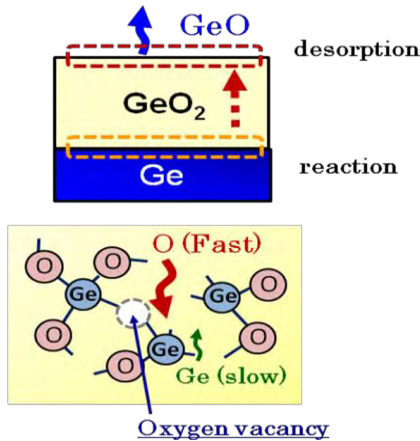 GeO
desorption
GeO₂
Ge
reaction
O (Fast)
O
O
Ge
Ge
O
O
O
O
Ge
Ge (slow)
Oxygen vacancy